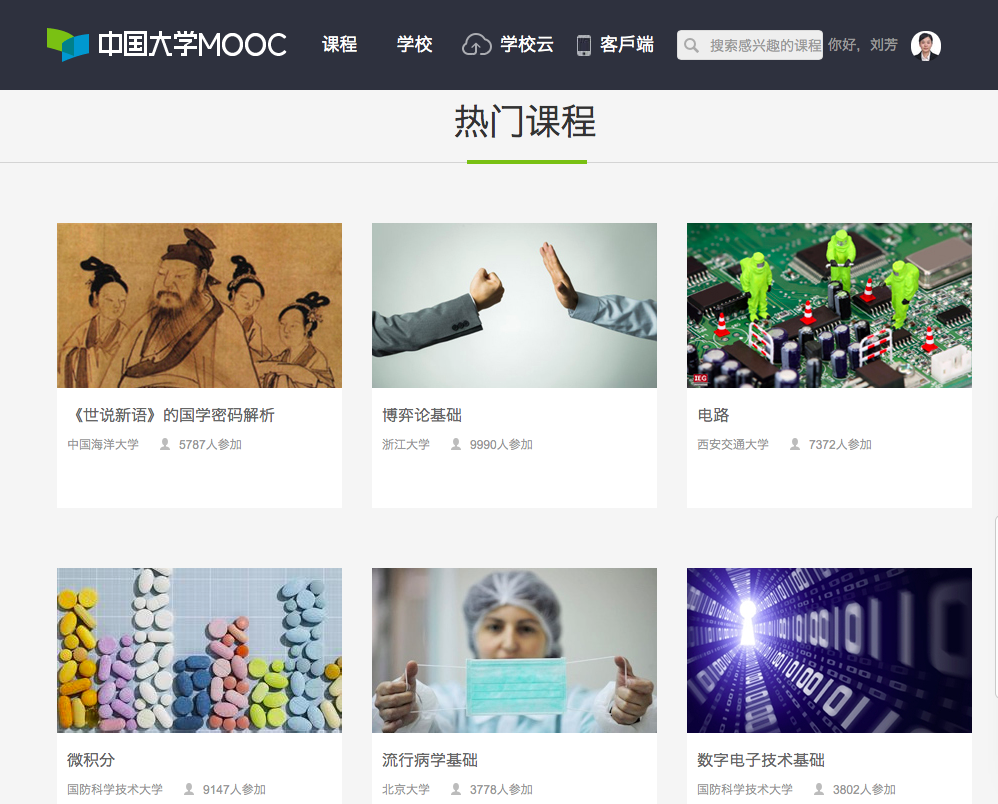 中国大学MOOC 课程 学校 学校云 客戶端 搜索感兴趣的课程 你好，刘芳
热门课程
IEG
《世说新语》的国学密码解析
中国海洋大学 5787人参加
博弈论基础
浙江大学 9990人参加
电路
西安交通大学 7372人参加
0101 110
微积分
国防科学技术大学 9147人参加
流行病学基础
北京大学 3778人参加
数字电子技术基础
国防科学技术大学 3802人参加